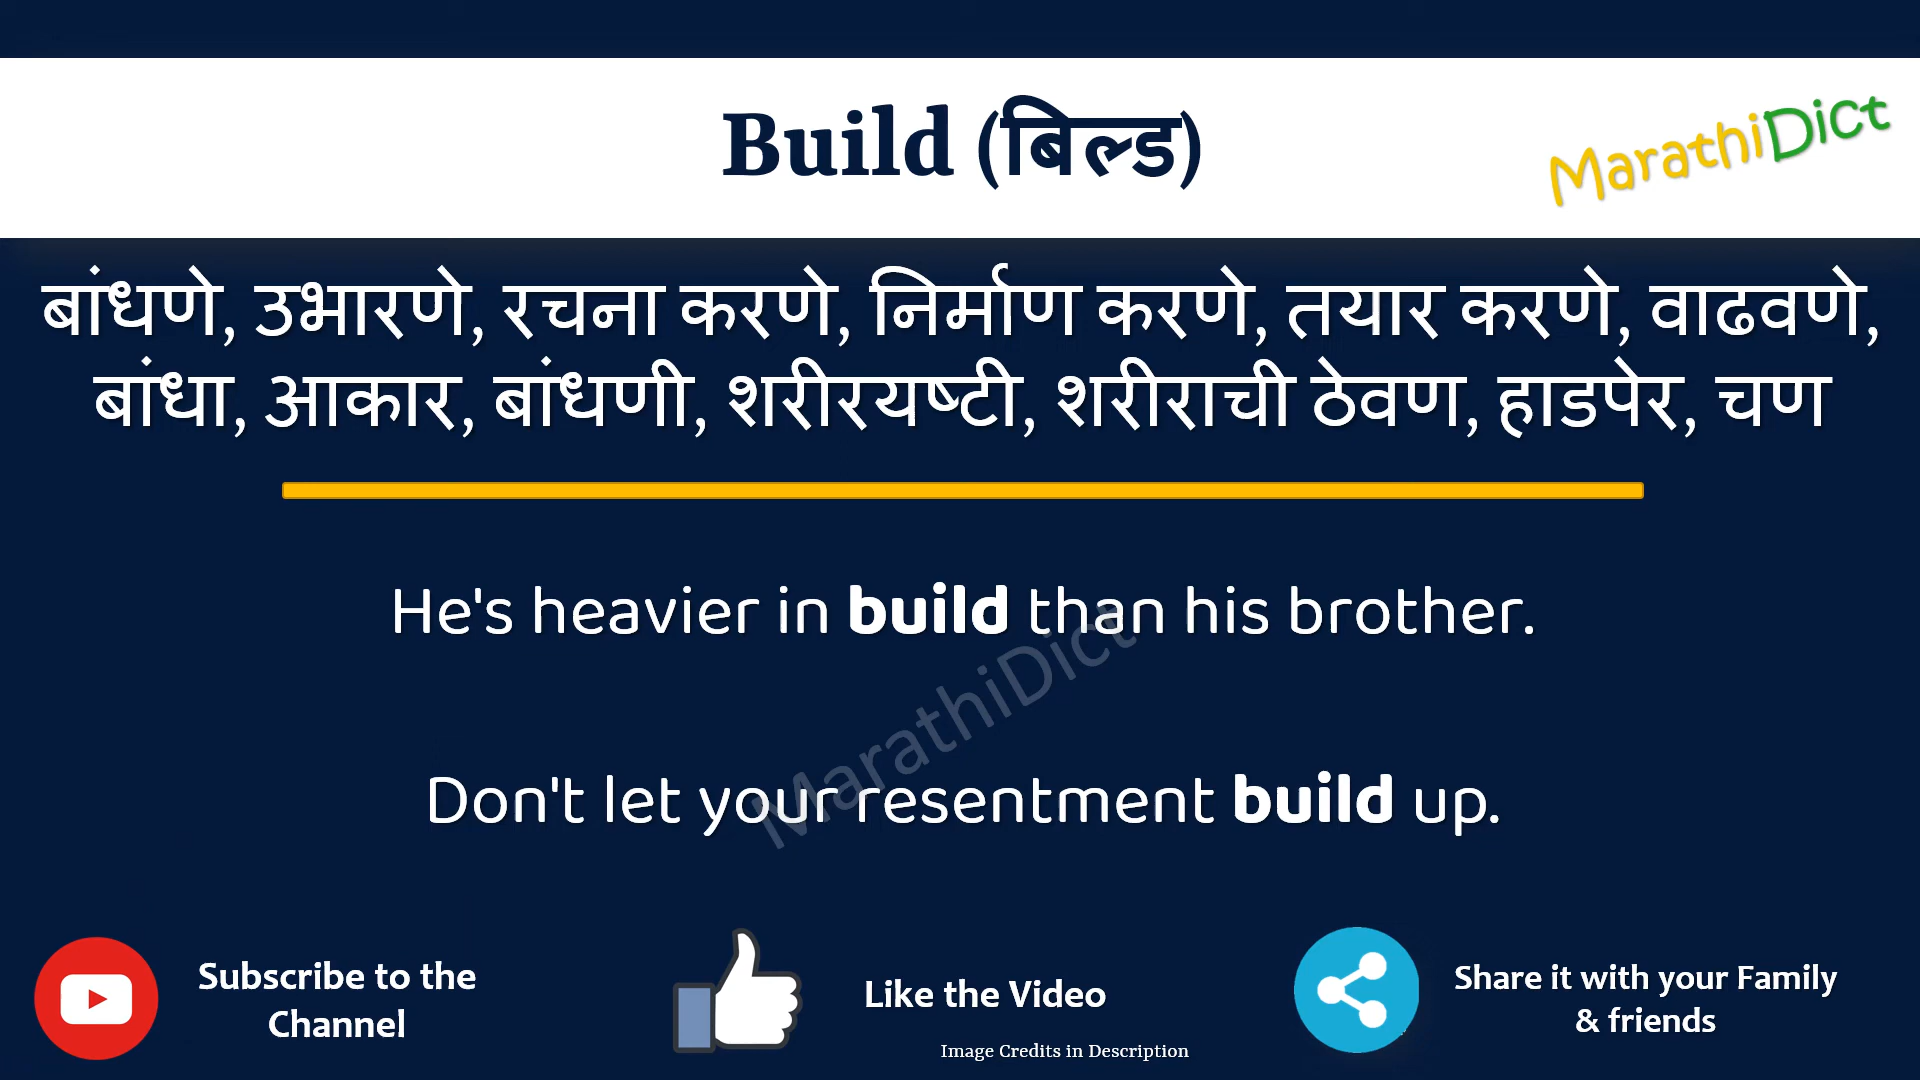 Build (बिल्ड)
MarathiDict
बांधणे, उभारणे, रचना करणे, निर्माण करणे, तयार करणे, वाढवणे,
बांधा, आकार, बांधणी, शरीरयष्टी, शरीराची ठेवण, हाडपेर, चण
He's heavier in build than his brother.
MarathiDict
Don't let your resentment build up.
Subscribe to the
Channel
Like the Video
Image Credits in Description
Share it with your Family
& friends